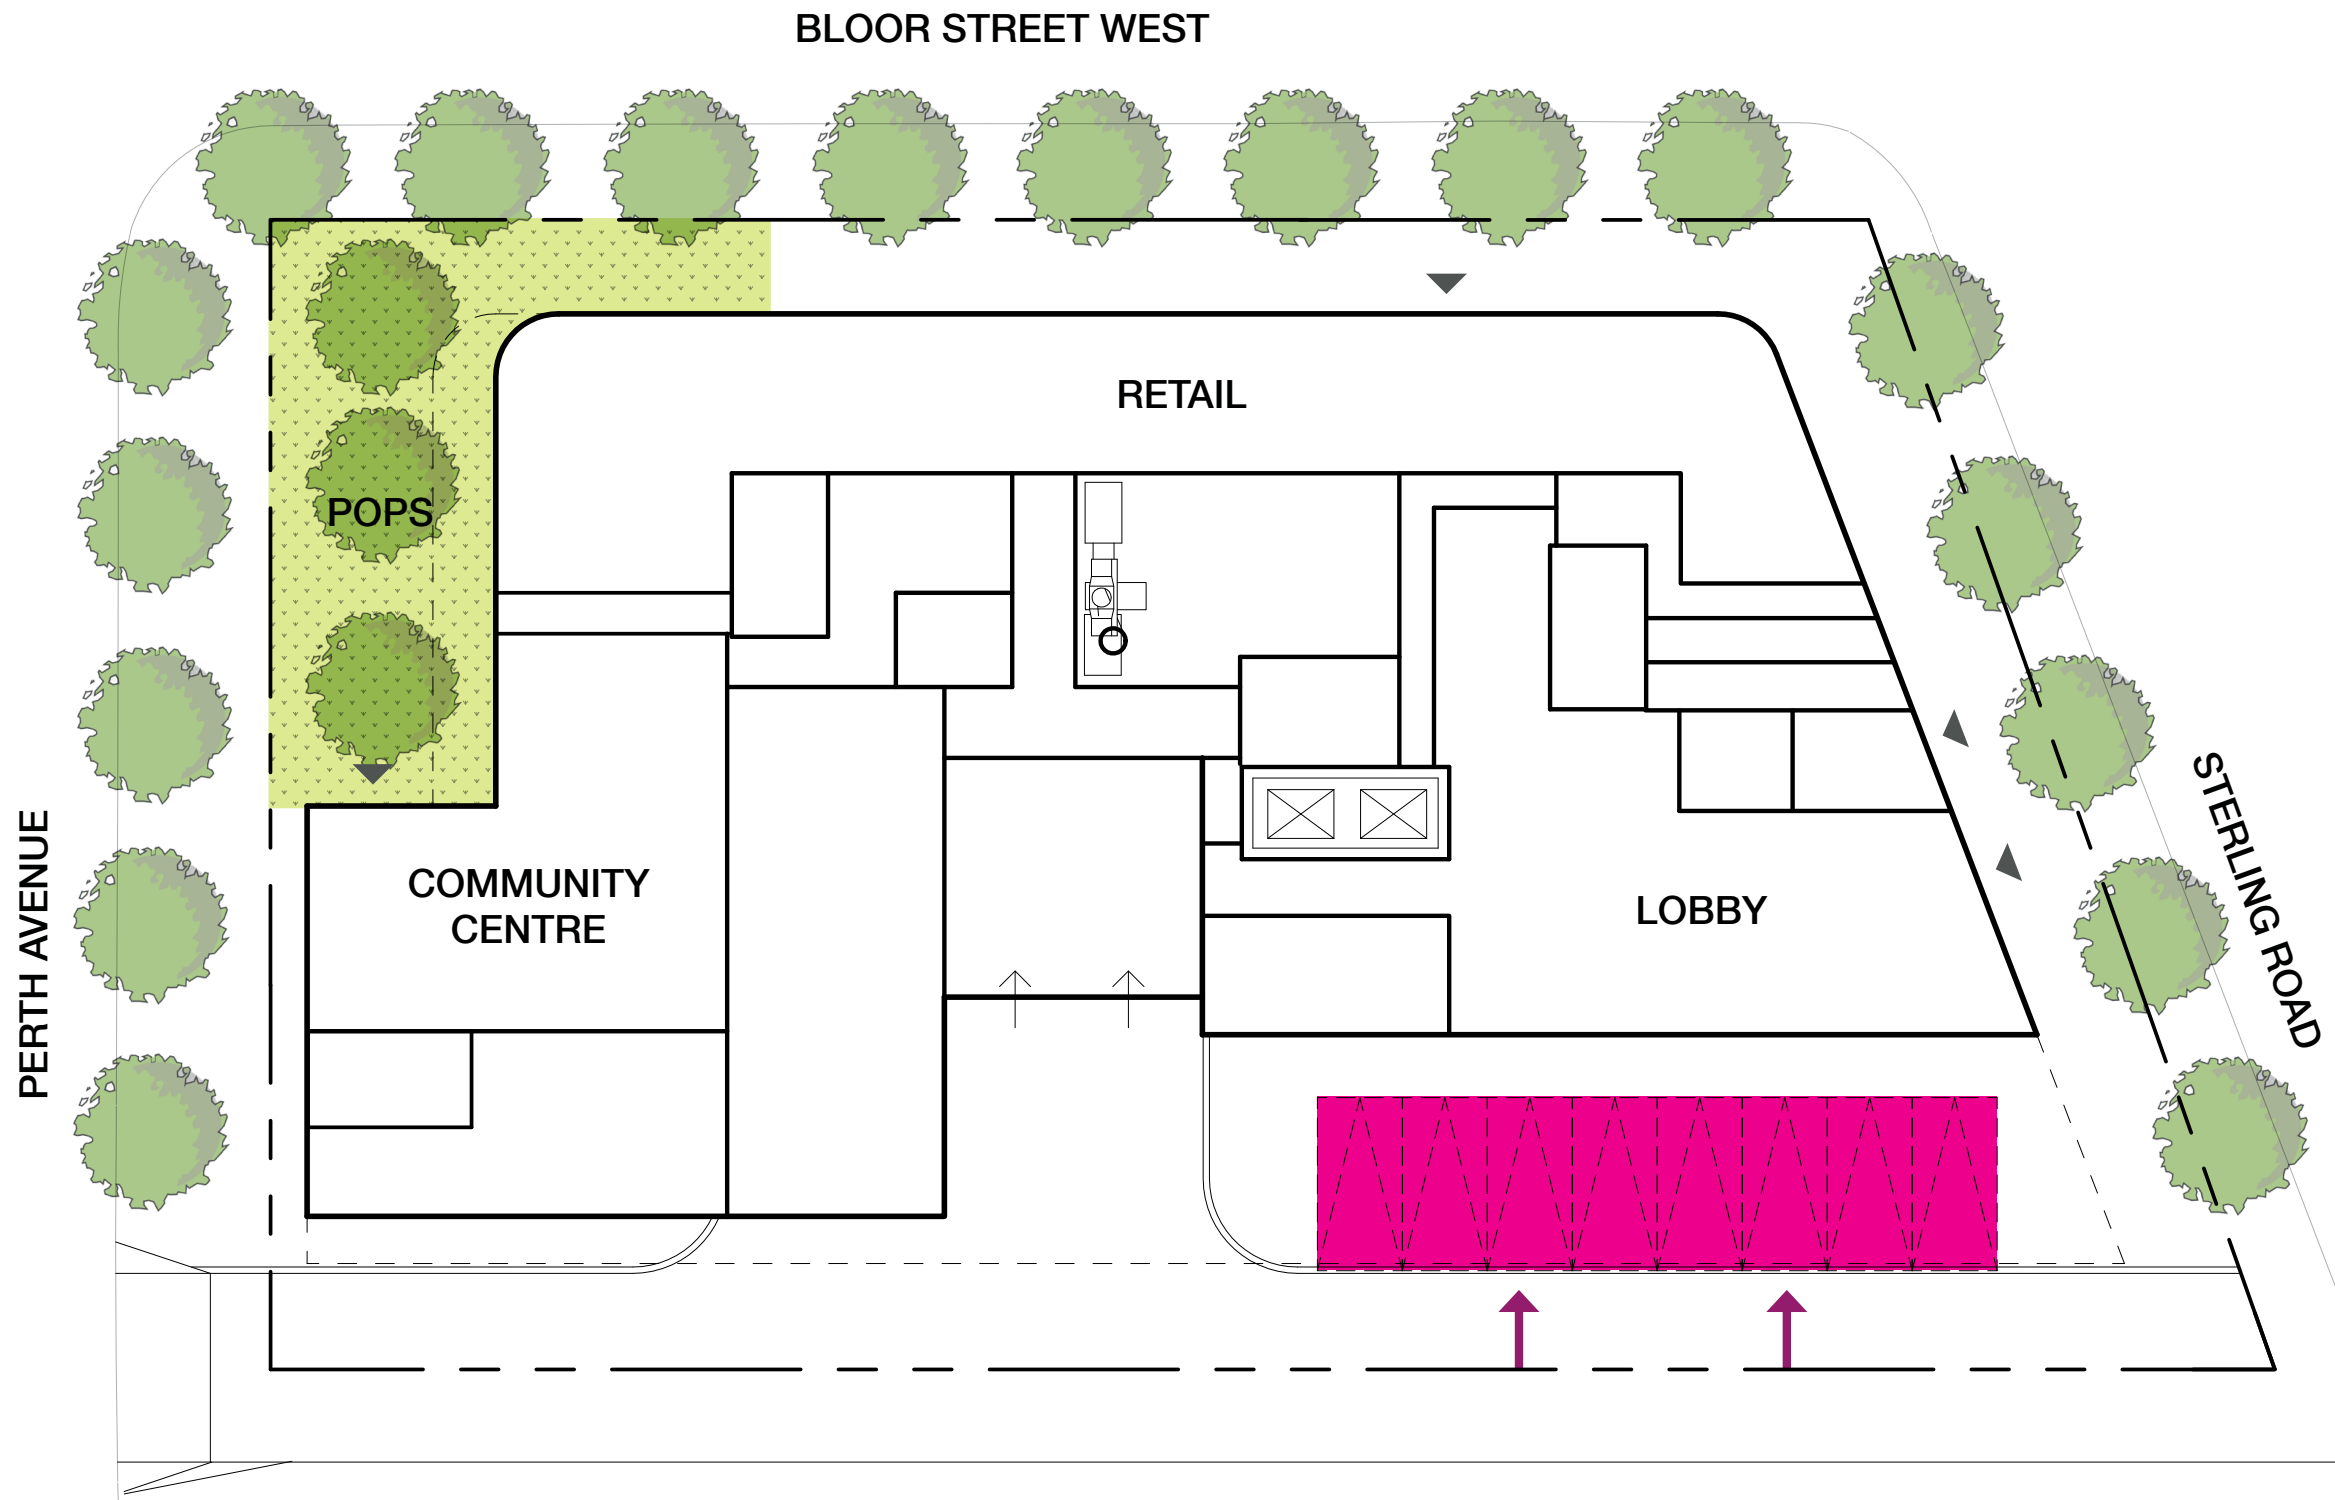 BLOOR STREET WEST
RETAIL
POPS
COMMUNITY
CENTRE
LOBBY
PERTH AVENUE
STERLING ROAD